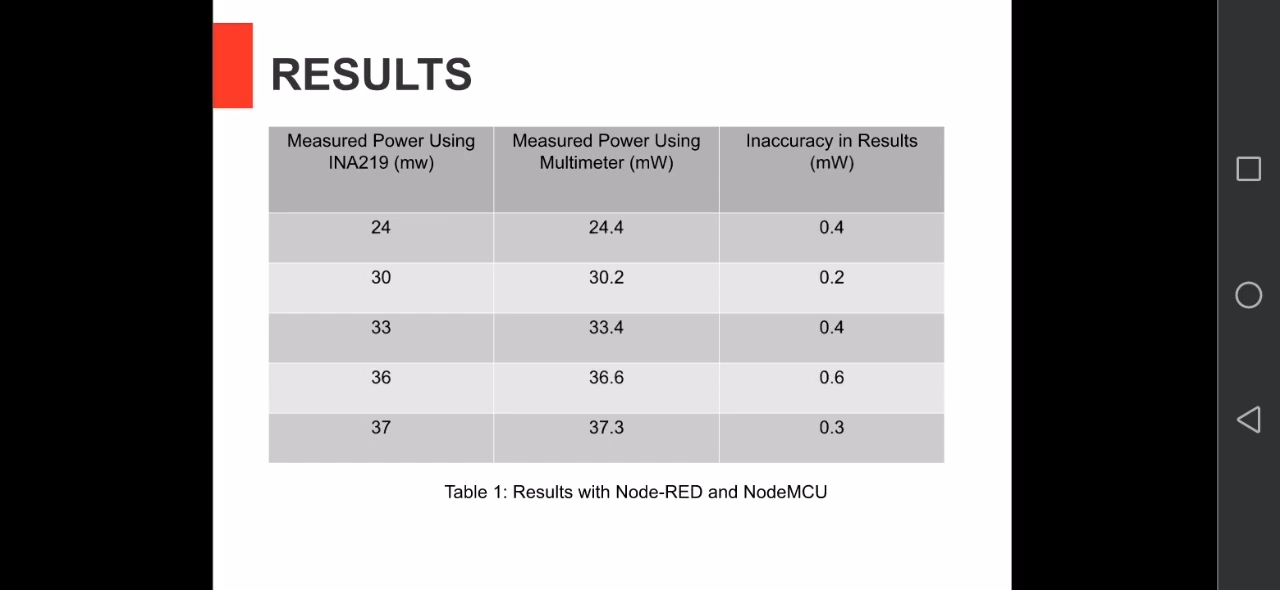 RESULTS
Measured Power Using INA219 (mw) Measured Power Using Multimeter (mW) Inaccuracy in Results (mW)
24 24.4 0.4
30 30.2 0.2
33 33.4 0.4
36 36.6 0.6
37 37.3 0.3
Table 1: Results with Node-RED and NodeMCU